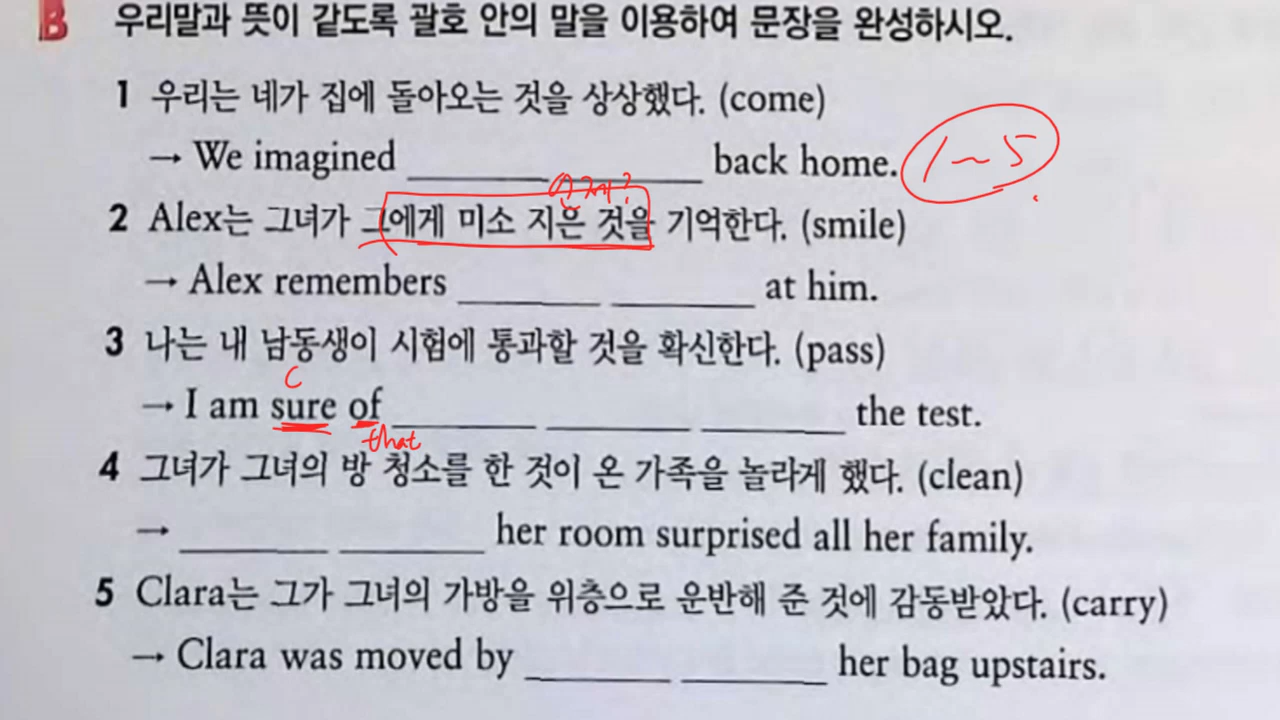 B 우리말과 뜻이 같도록 괄호 안의 말을 이용하여 문장을 완성하시오.
1 우리는 네가 집에 돌아오는 것을 상상했다. (come)
→ We imagined ________ ________ back home. 1~5
언제?
2 Alex는 그녀가 그에게 미소 지은 것을 기억한다. (smile)
→ Alex remembers ________ ________ at him.
3 나는 내 남동생이 시험에 통과할 것을 확신한다. (pass)
→ I am sure of ________ ________ ________ the test.
that
4 그녀가 그녀의 방 청소를 한 것이 온 가족을 놀라게 했다. (clean)
→ ________ ________ her room surprised all her family.
5 Clara는 그가 그녀의 가방을 위층으로 운반해 준 것에 감동받았다. (carry)
→ Clara was moved by ________ ________ her bag upstairs.